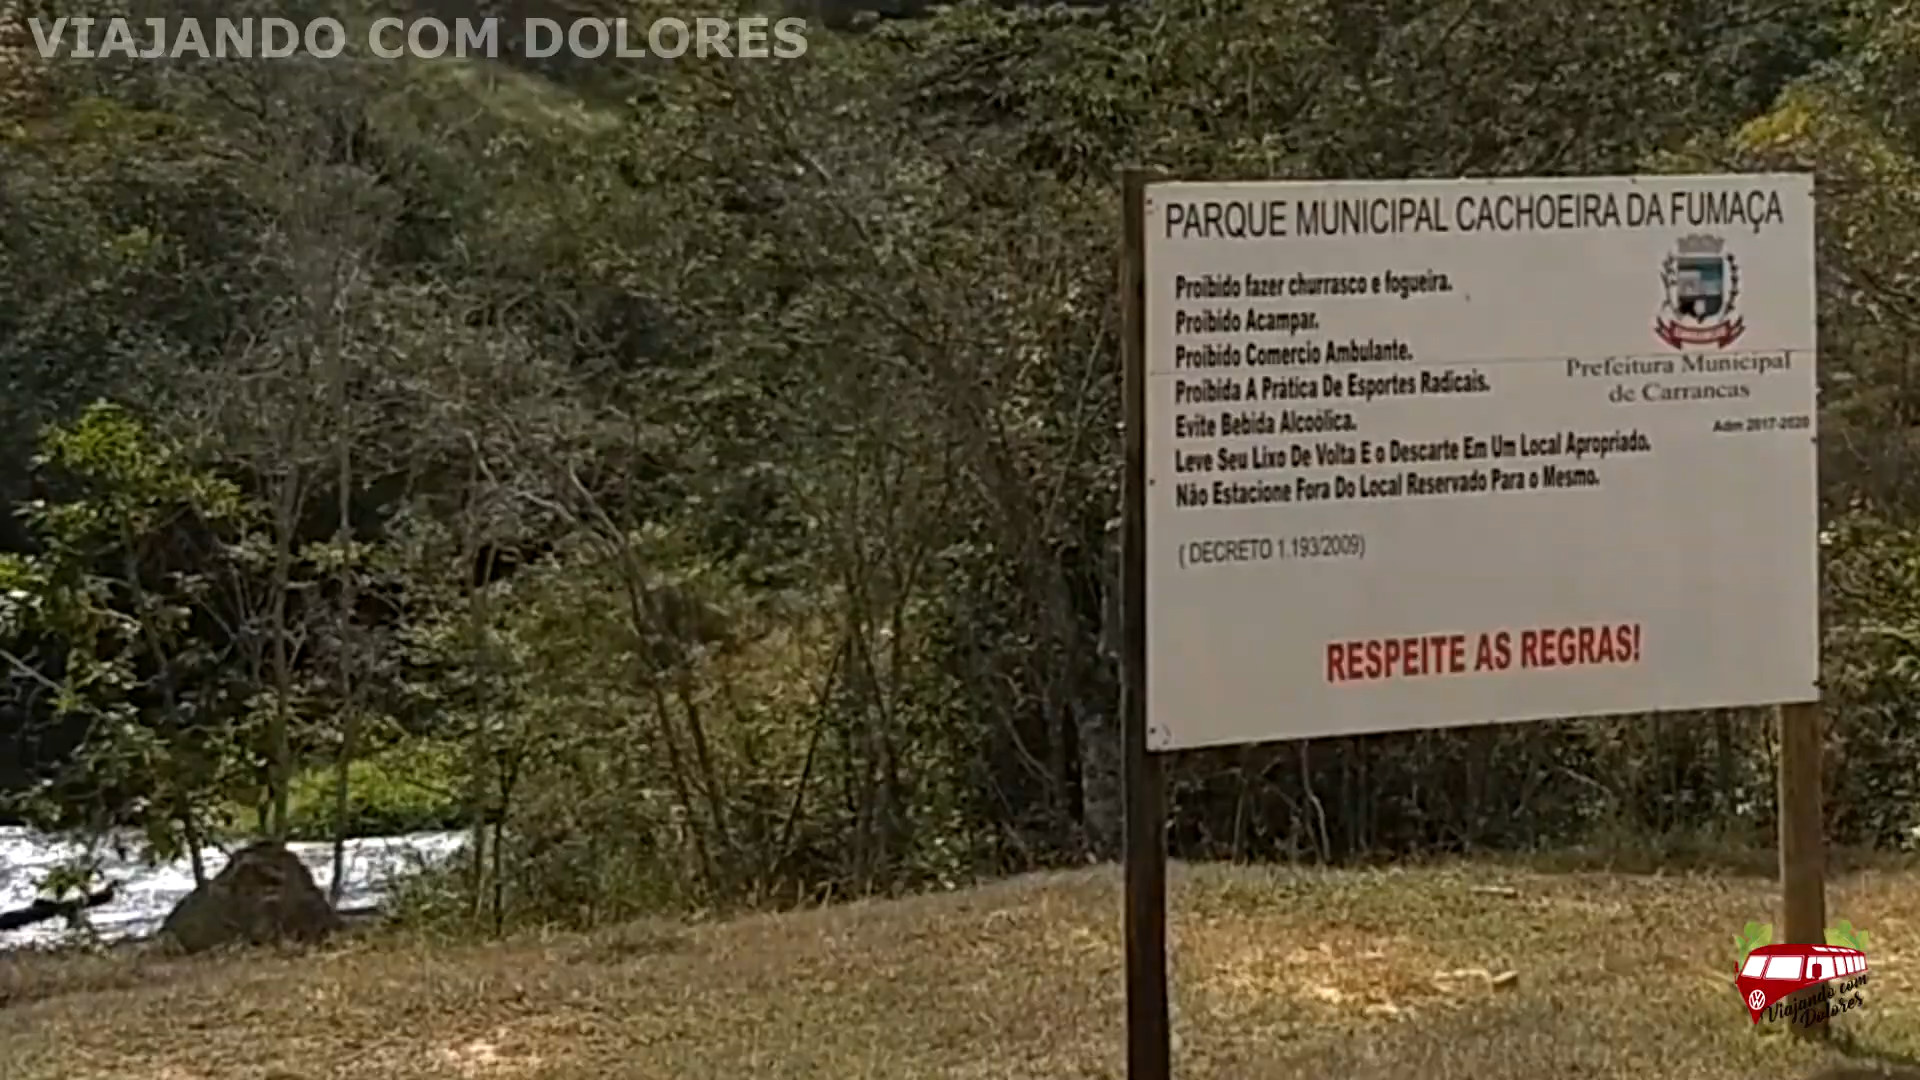 VIAJANDO COM DOLORES
PARQUE MUNICIPAL CACHOEIRA DA FUMAÇA
Proibido fazer churrasco e fogueira.
Proibido Acampar.
Proibido Comercio Ambulante.
Proibida A Prática De Esportes Radicais.
Evite Bebida Alcoólica.
Leve Seu Lixo De Volta E o Descarte Em Um Local Apropriado.
Não Estacione Fora Do Local Reservado Para o Mesmo.
Prefeitura Municipal
de Carrancas
Adm 2017-2020
( DECRETO 1.193/2009)
RESPEITE AS REGRAS!
Viajando com
Dolores